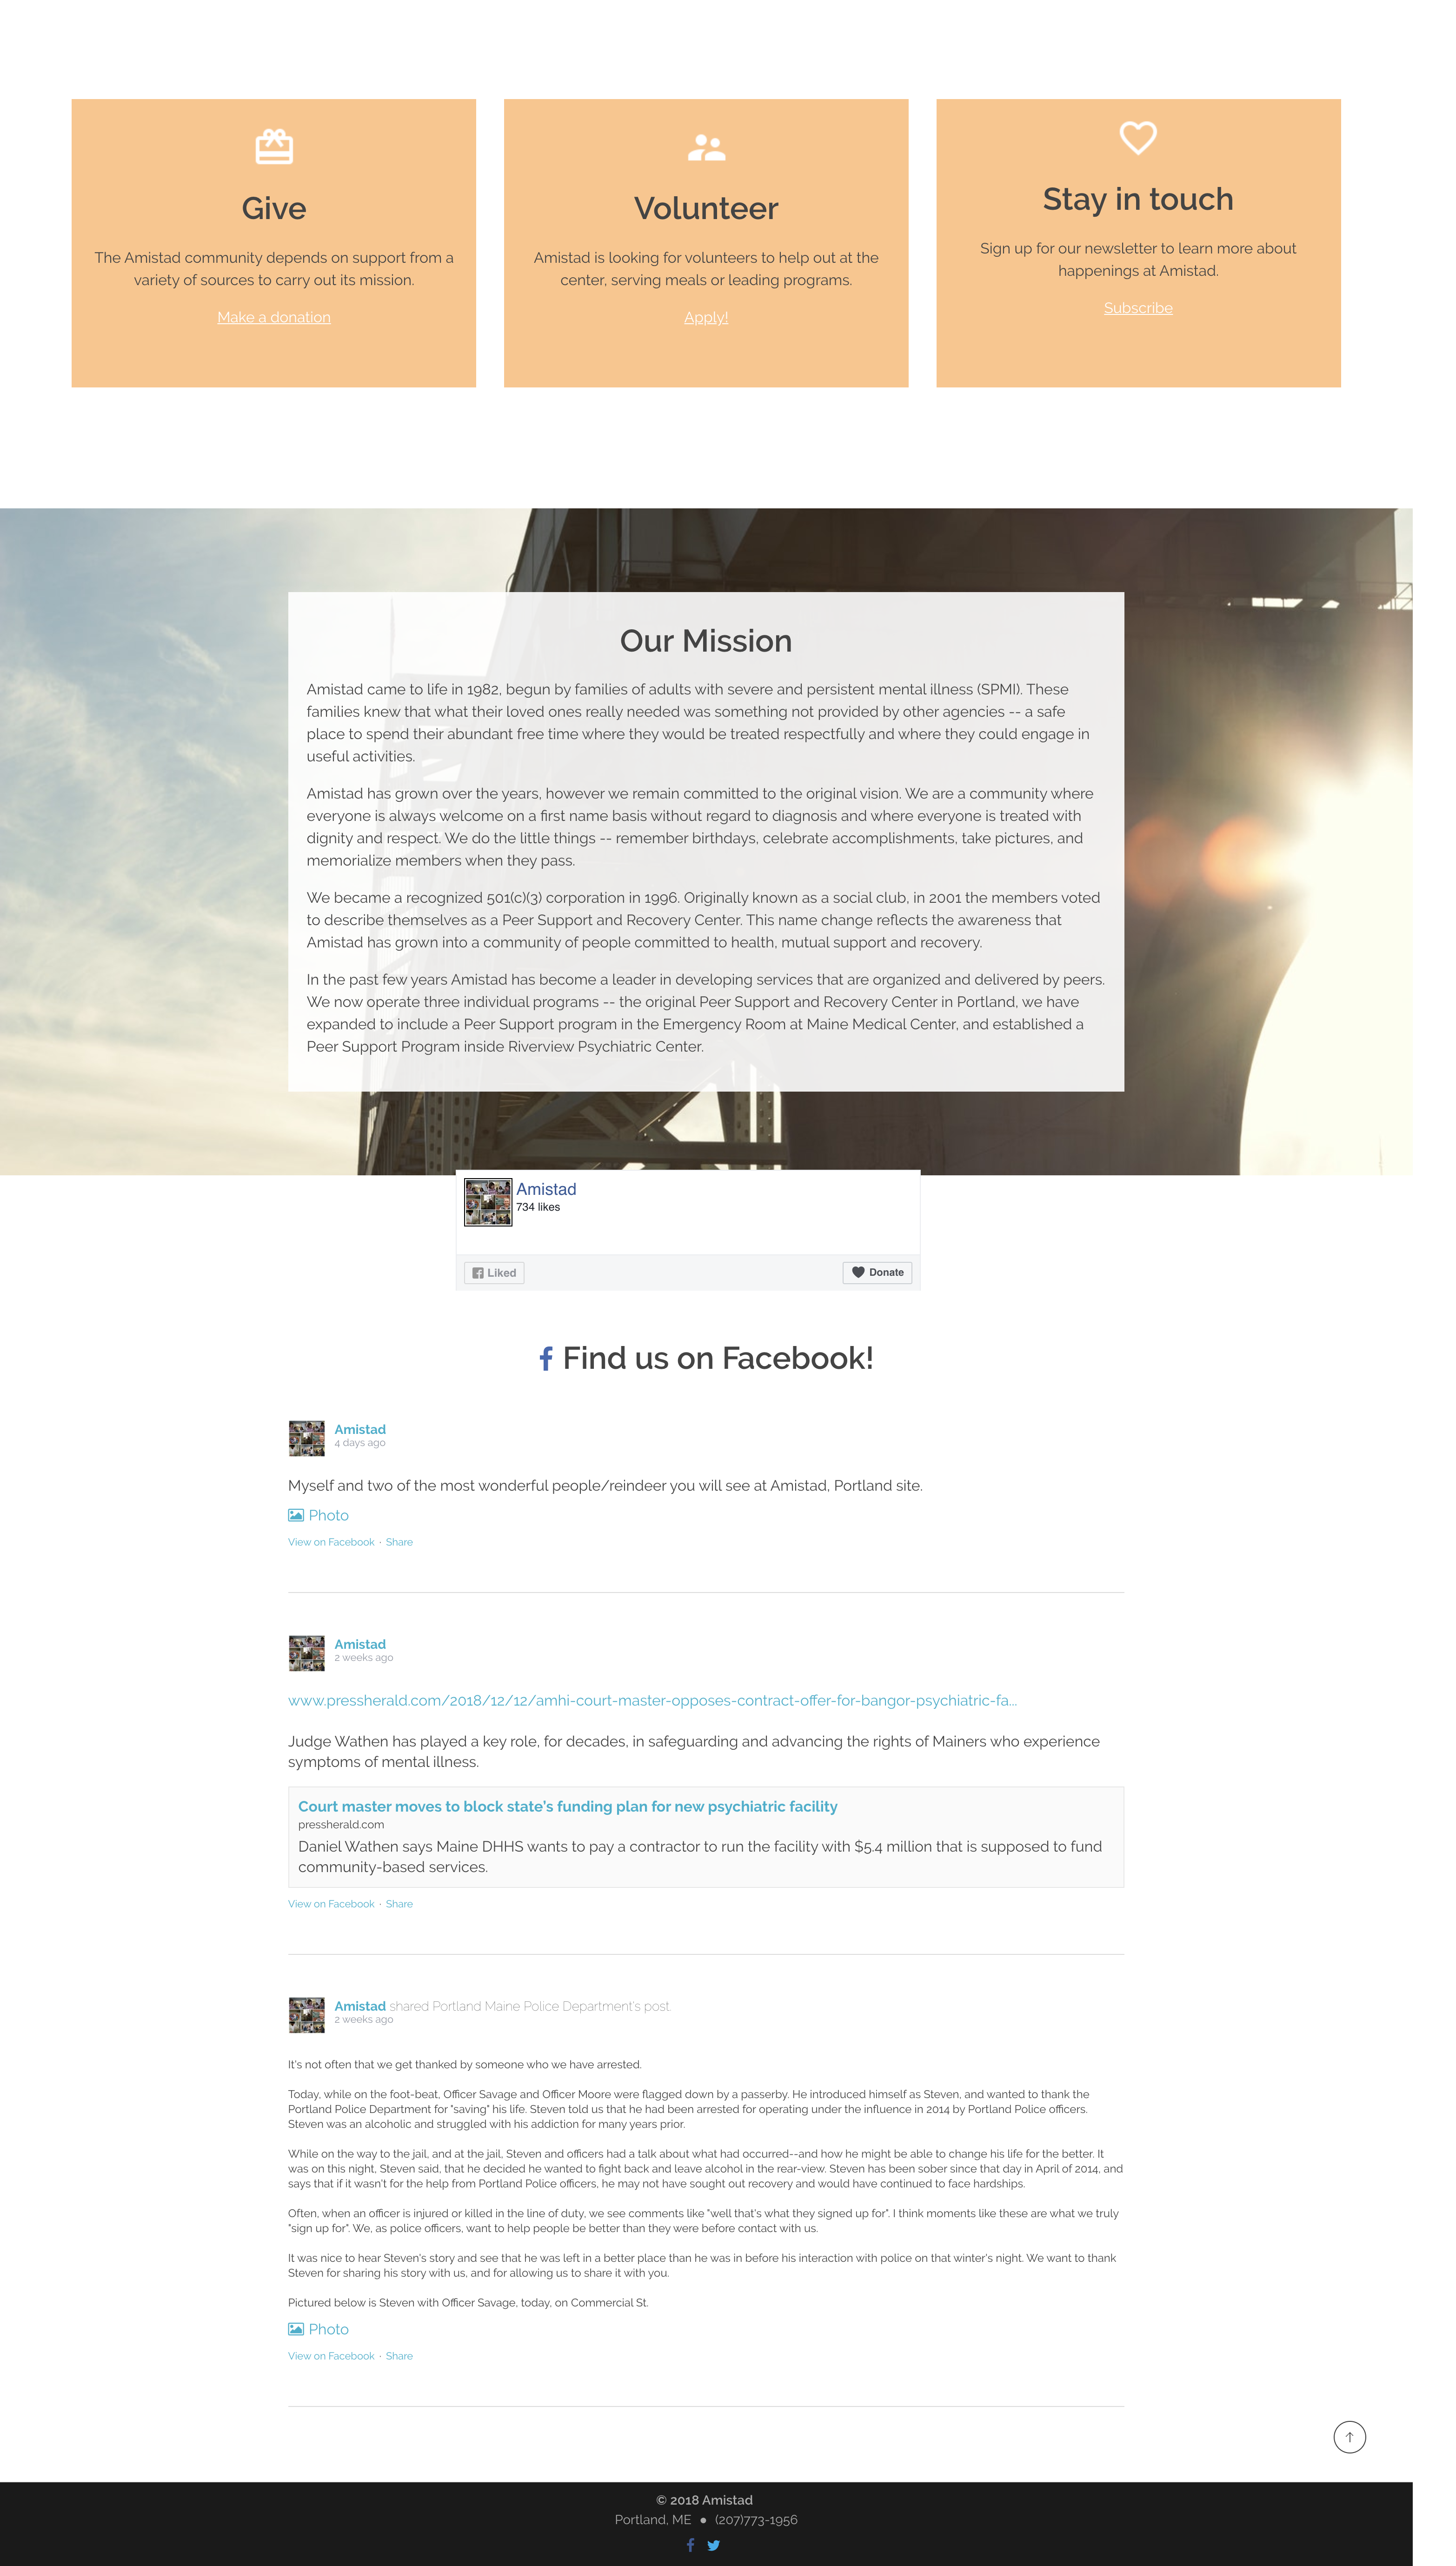 Give
The Amistad community depends on support from a
variety of sources to carry out its mission.
Make a donation
Volunteer
Amistad is looking for volunteers to help out at the
center, serving meals or leading programs.
Apply!
Stay in touch
Sign up for our newsletter to learn more about
happenings at Amistad.
Subscribe
Our Mission
Amistad came to life in 1982, begun by families of adults with severe and persistent mental illness (SPMI). These
families knew that what their loved ones really needed was something not provided by other agencies -- a safe
place to spend their abundant free time where they would be treated respectfully and where they could engage in
useful activities.
Amistad has grown over the years, however we remain committed to the original vision. We are a community where
everyone is always welcome on a first name basis without regard to diagnosis and where everyone is treated with
dignity and respect. We do the little things -- remember birthdays, celebrate accomplishments, take pictures, and
memorialize members when they pass.
We became a recognized 501(c)(3) corporation in 1996. Originally known as a social club, in 2001 the members voted
to describe themselves as a Peer Support and Recovery Center. This name change reflects the awareness that
Amistad has grown into a community of people committed to health, mutual support and recovery.
In the past few years Amistad has become a leader in developing services that are organized and delivered by peers.
We now operate three individual programs -- the original Peer Support and Recovery Center in Portland, we have
expanded to include a Peer Support program in the Emergency Room at Maine Medical Center, and established a
Peer Support Program inside Riverview Psychiatric Center.
Amistad
734 likes
Liked
Donate
Find us on Facebook!
Amistad
4 days ago
Myself and two of the most wonderful people/reindeer you will see at Amistad, Portland site.
Photo
View on Facebook · Share
Amistad
2 weeks ago
www.pressherald.com/2018/12/12/amhi-court-master-opposes-contract-offer-for-bangor-psychiatric-fa...
Judge Wathen has played a key role, for decades, in safeguarding and advancing the rights of Mainers who experience
symptoms of mental illness.
Court master moves to block state's funding plan for new psychiatric facility
pressherald.com
Daniel Wathen says Maine DHHS wants to pay a contractor to run the facility with $5.4 million that is supposed to fund
community-based services.
View on Facebook · Share
Amistad shared Portland Maine Police Department's post.
2 weeks ago
It's not often that we get thanked by someone who we have arrested.
Today, while on the foot-beat, Officer Savage and Officer Moore were flagged down by a passerby. He introduced himself as Steven, and wanted to thank the
Portland Police Department for "saving" his life. Steven told us that he had been arrested for operating under the influence in 2014 by Portland Police officers.
Steven was an alcoholic and struggled with his addiction for many years prior.
While on the way to the jail, and at the jail, Steven and officers had a talk about what had occurred--and how he might be able to change his life for the better. It
was on this night, Steven said, that he decided he wanted to fight back and leave alcohol in the rear-view. Steven has been sober since that day in April of 2014, and
says that if it wasn't for the help from Portland Police officers, he may not have sought out recovery and would have continued to face hardships.
Often, when an officer is injured or killed in the line of duty, we see comments like "well that's what they signed up for". I think moments like these are what we truly
"sign up for". We, as police officers, want to help people be better than they were before contact with us.
It was nice to hear Steven's story and see that he was left in a better place than he was in before his interaction with police on that winter's night. We want to thank
Steven for sharing his story with us, and for allowing us to share it with you.
Pictured below is Steven with Officer Savage, today, on Commercial St.
Photo
View on Facebook · Share
© 2018 Amistad
Portland, ME ● (207)773-1956